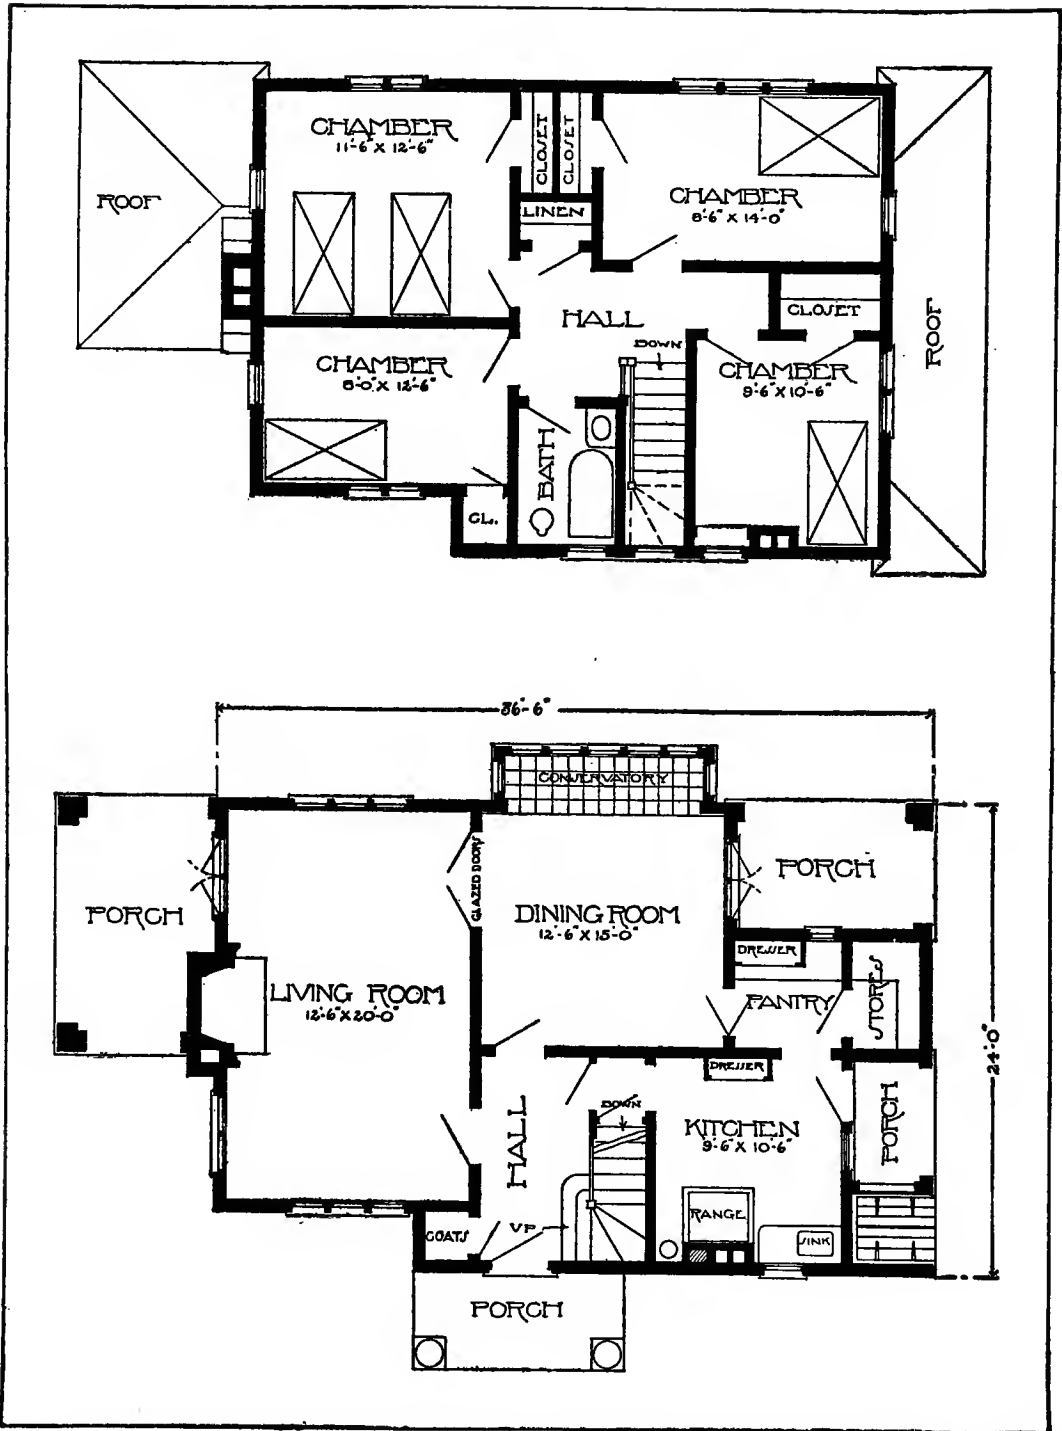 CHAMBER
11'-6" X 12'-6"
CLOSET
CLOSET
LINEN
CHAMBER
8'-6" X 14'-0"
ROOF
HALL
CLOSET
DOWN
ROOF
CHAMBER
8'-0" X 12'-6"
CHAMBER
9'-6" X 10'-6"
BATH
CL.
36'-6"
CONSERVATORY
GLAZED DOORS
PORCH
PORCH
DINING ROOM
12'-6" X 15'-0"
DRESSER
LIVING ROOM
12'-6" X 20'-0"
PANTRY
STORES
24'-0"
DRESSER
DOWN
HALL
KITCHEN
9'-6" X 10'-6"
PORCH
RANGE
COATS
UP
SINK
PORCH